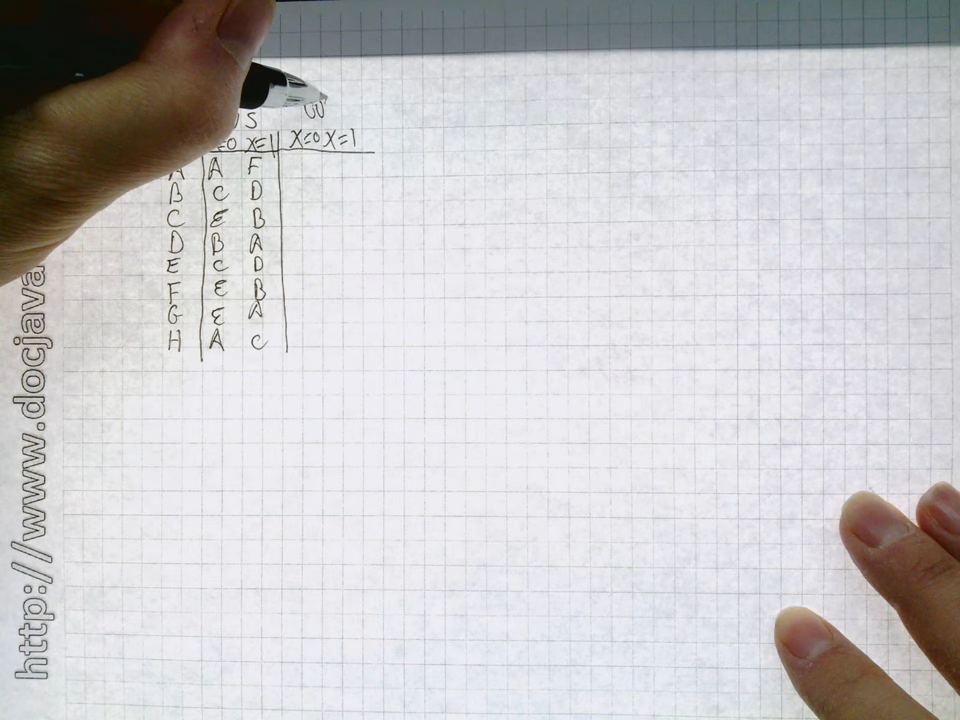 S W
=0 X=1 X=0 X=1
A A F
B C D
C E B
D B A
E C D
F E B
G E A
H A C
http://www.docjava